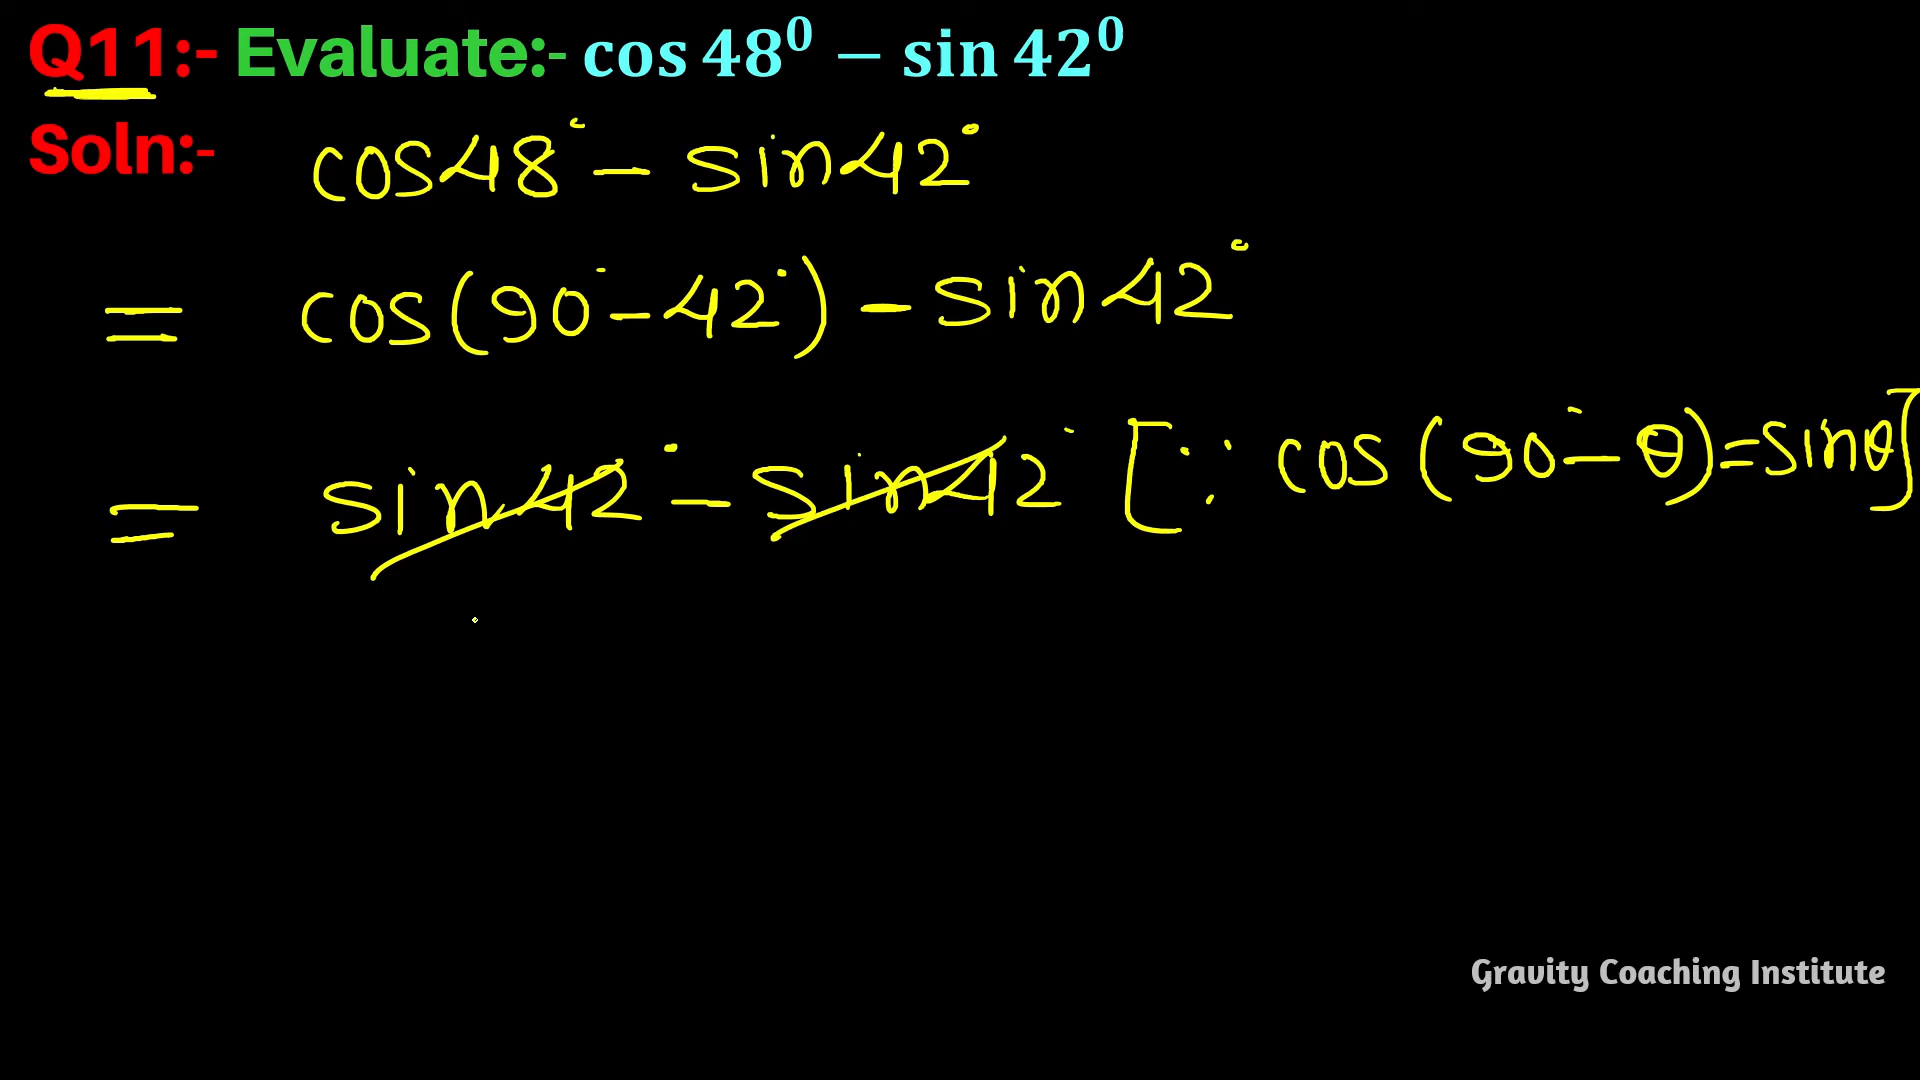 Q11:- Evaluate:- cos 48⁰ − sin 42⁰
Soln:- cos48° − sin42°
= cos(90° − 42°) − sin42°
= sin42° − sin42° [∵ cos(90° − θ) = sinθ]
Gravity Coaching Institute